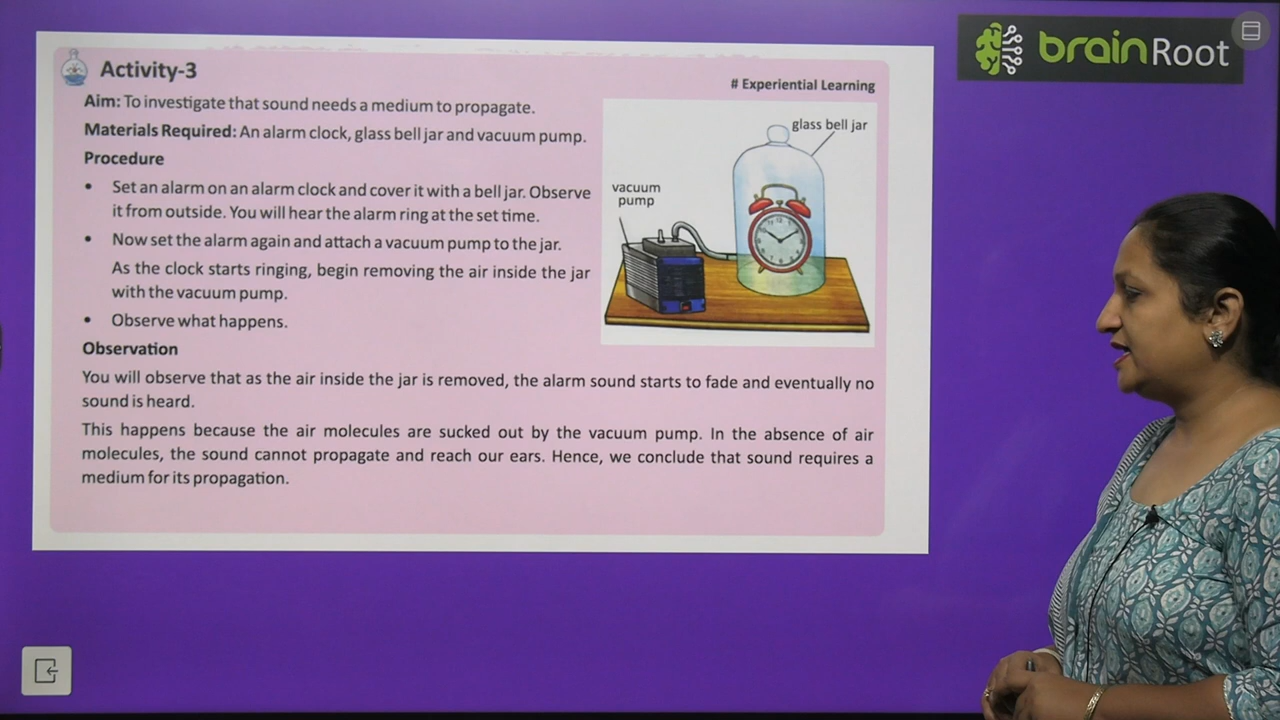 brainRoot
Activity-3
# Experiential Learning
Aim: To investigate that sound needs a medium to propagate.
Materials Required: An alarm clock, glass bell jar and vacuum pump.
Procedure
• Set an alarm on an alarm clock and cover it with a bell jar. Observe
it from outside. You will hear the alarm ring at the set time.
• Now set the alarm again and attach a vacuum pump to the jar.
As the clock starts ringing, begin removing the air inside the jar
with the vacuum pump.
• Observe what happens.
glass bell jar
vacuum
pump
Observation
You will observe that as the air inside the jar is removed, the alarm sound starts to fade and eventually no
sound is heard.
This happens because the air molecules are sucked out by the vacuum pump. In the absence of air
molecules, the sound cannot propagate and reach our ears. Hence, we conclude that sound requires a
medium for its propagation.